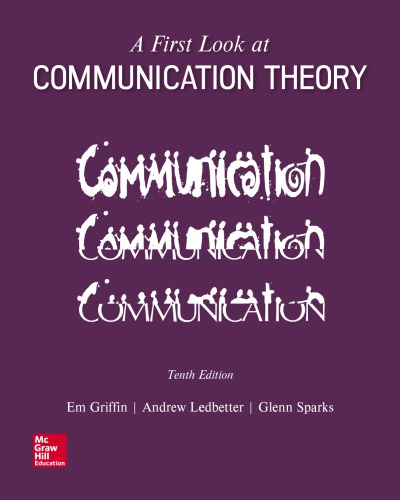 A First Look at
COMMUNICATION THEORY
Communication
COMMUNICATION
COMMUNICATION
Tenth Edition
Em Griffin | Andrew Ledbetter | Glenn Sparks
Mc
Graw
Hill
Education